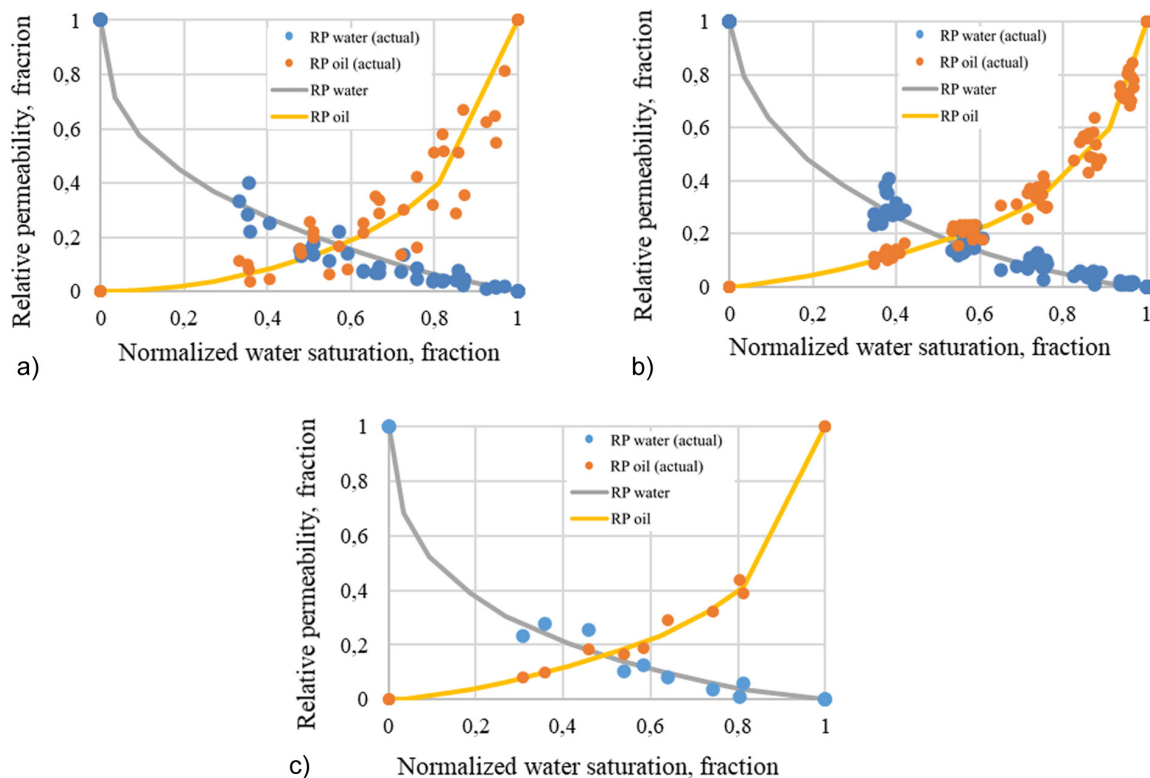 Relative permeability, fracrion
1
0,8
0,6
0,4
0,2
0
RP water (actual)
RP oil (actual)
RP water
RP oil
0
0,2
0,4
0,6
0,8
1
Normalized water saturation, fraction
a)
Relative permeability, fraction
1
0,8
0,6
0,4
0,2
0
RP water (actual)
RP oil (actual)
RP water
RP oil
0
0,2
0,4
0,6
0,8
1
Normalized water saturation, fraction
b)
Relative permeability, fraction
1
0,8
0,6
0,4
0,2
0
RP water (actual)
RP oil (actual)
RP water
RP oil
0
0,2
0,4
0,6
0,8
1
Normalized water saturation, fraction
c)